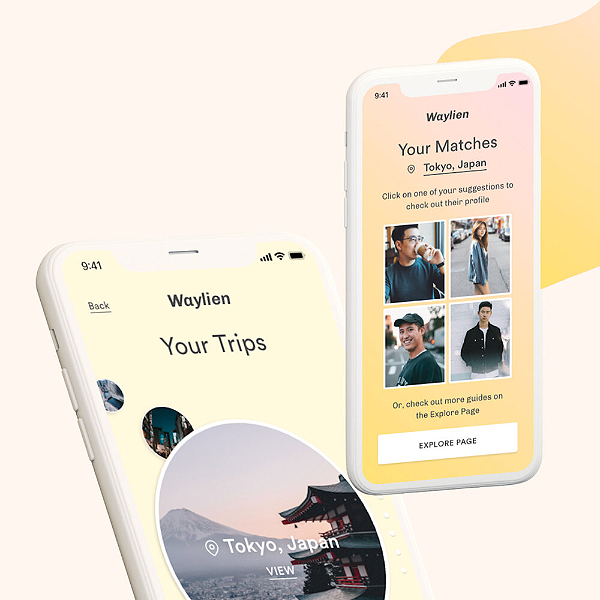 9:41
Waylien
Your Matches
Tokyo, Japan
Click on one of your suggestions to
check out their profile
Or, check out more guides on
the Explore Page
EXPLORE PAGE
9:41
Back
Waylien
Your Trips
Tokyo, Japan
VIEW